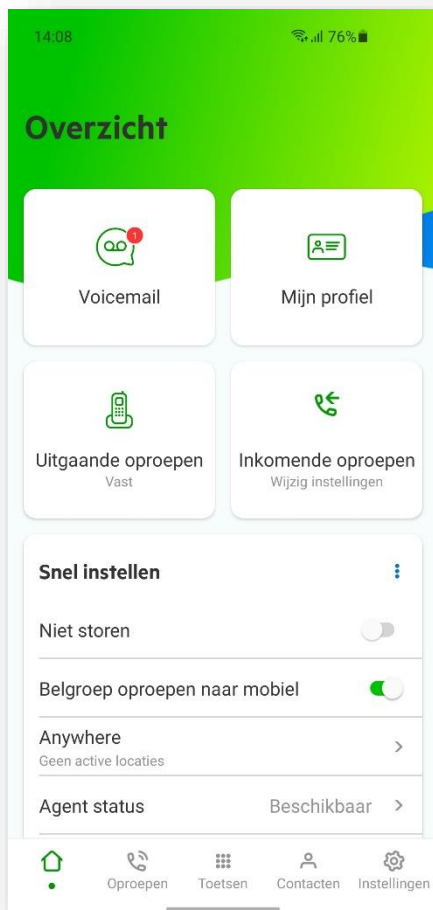 14:08 76%
Overzicht
1
Voicemail
Mijn profiel
Uitgaande oproepen
Vast
Inkomende oproepen
Wijzig instellingen
Snel instellen
Niet storen
Belgroep oproepen naar mobiel
Anywhere
Geen active locaties
Agent status Beschikbaar
Oproepen Toetsen Contacten Instellingen